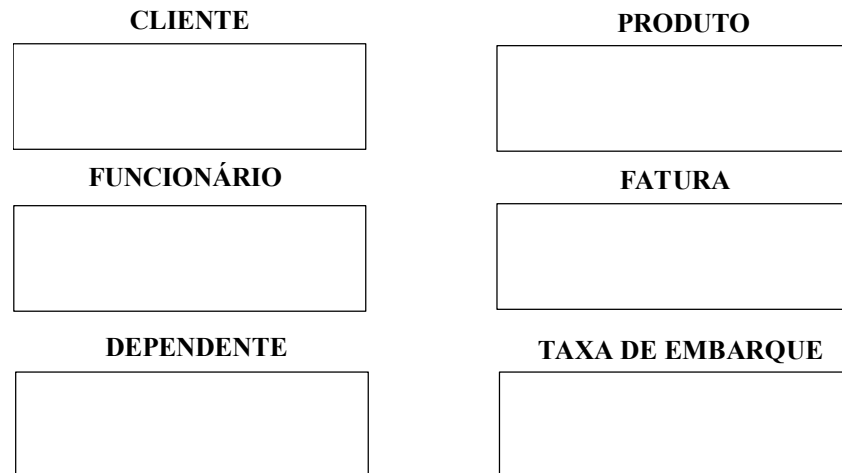 CLIENTE
PRODUTO
FUNCIONÁRIO
FATURA
DEPENDENTE
TAXA DE EMBARQUE